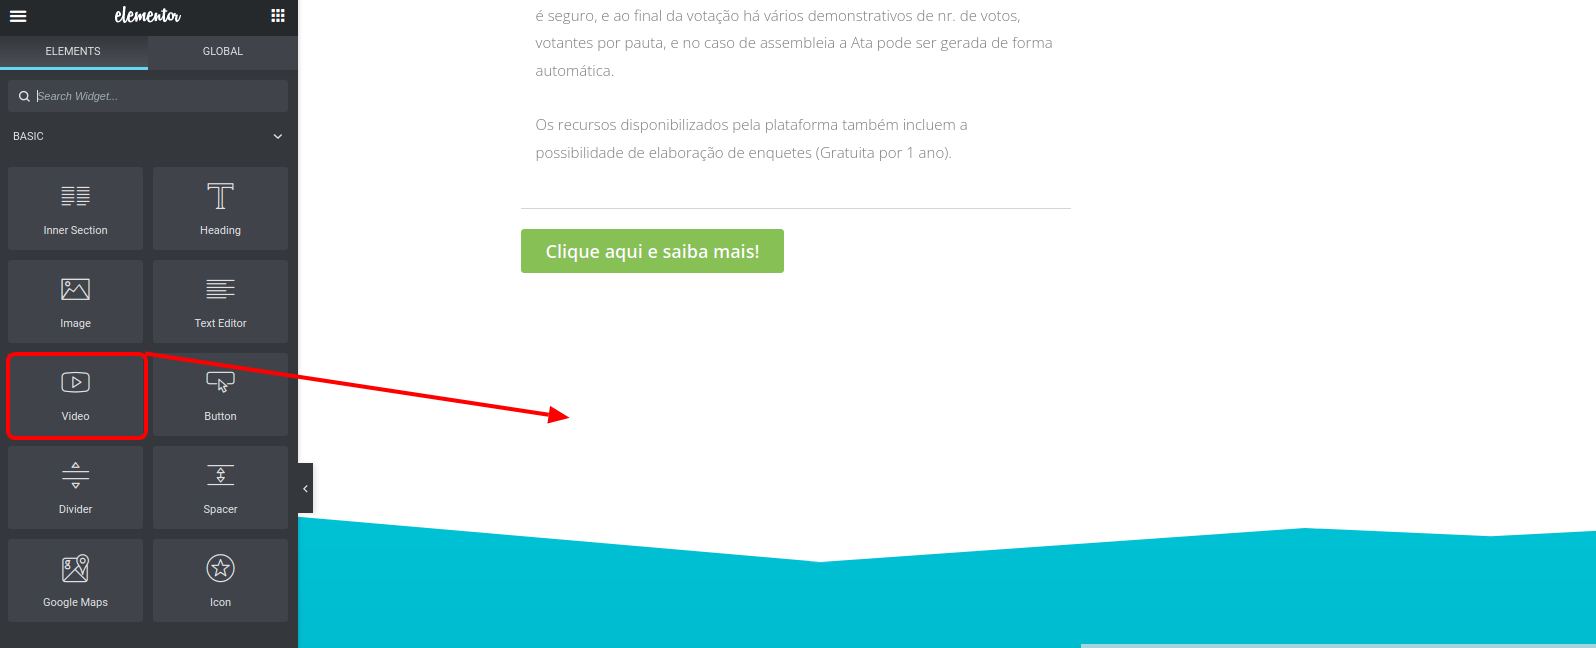 elementor
ELEMENTS
GLOBAL
Search Widget...
BASIC
Inner Section
Heading
Image
Text Editor
Video
Button
Divider
Spacer
Google Maps
Icon
é seguro, e ao final da votação há vários demonstrativos de nr. de votos,
votantes por pauta, e no caso de assembleia a Ata pode ser gerada de forma
automática.
Os recursos disponibilizados pela plataforma também incluem a
possibilidade de elaboração de enquetes (Gratuita por 1 ano).
Clique aqui e saiba mais!